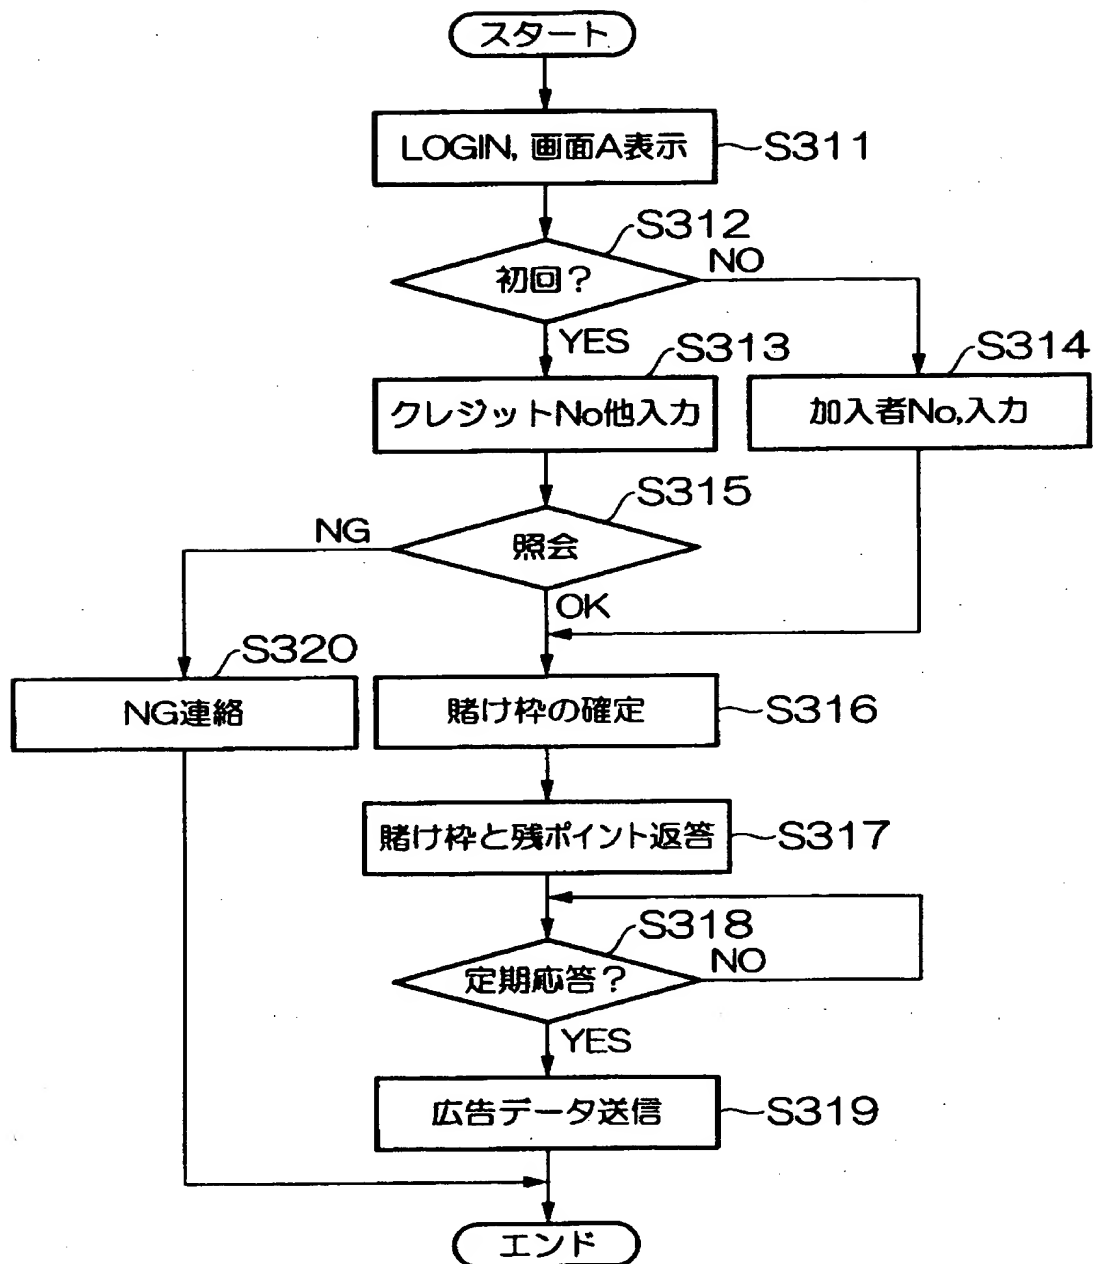 スタート
LOGIN, 画面A表示
S311
S312
初回?
NO
YES
S313
S314
クレジットNo他入力
加入者No,入力
S315
NG
照会
OK
S320
NG連絡
賭け枠の確定
S316
賭け枠と残ポイント返答
S317
S318
定期応答?
NO
YES
広告データ送信
S319
エンド